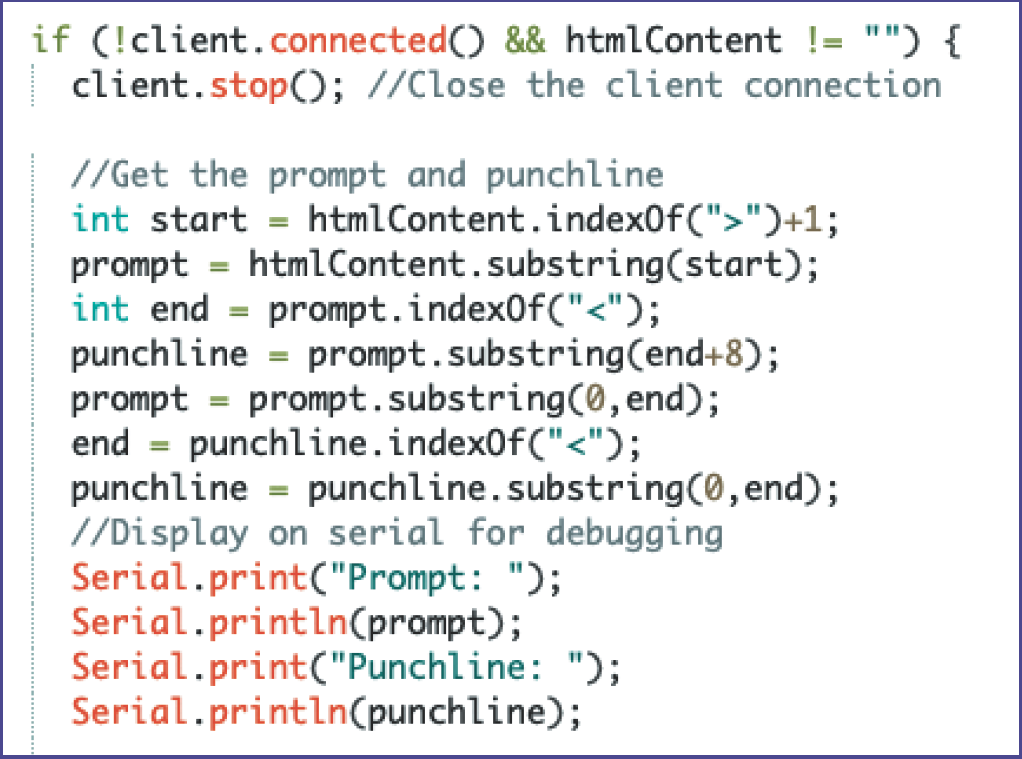 if (!client.connected() && htmlContent != "") {
client.stop(); //Close the client connection
//Get the prompt and punchline
int start = htmlContent.indexOf(">")+1;
prompt = htmlContent.substring(start);
int end = prompt.indexOf("<");
punchline = prompt.substring(end+8);
prompt = prompt.substring(0,end);
end = punchline.indexOf("<");
punchline = punchline.substring(0,end);
//Display on serial for debugging
Serial.print("Prompt: ");
Serial.println(prompt);
Serial.print("Punchline: ");
Serial.println(punchline);